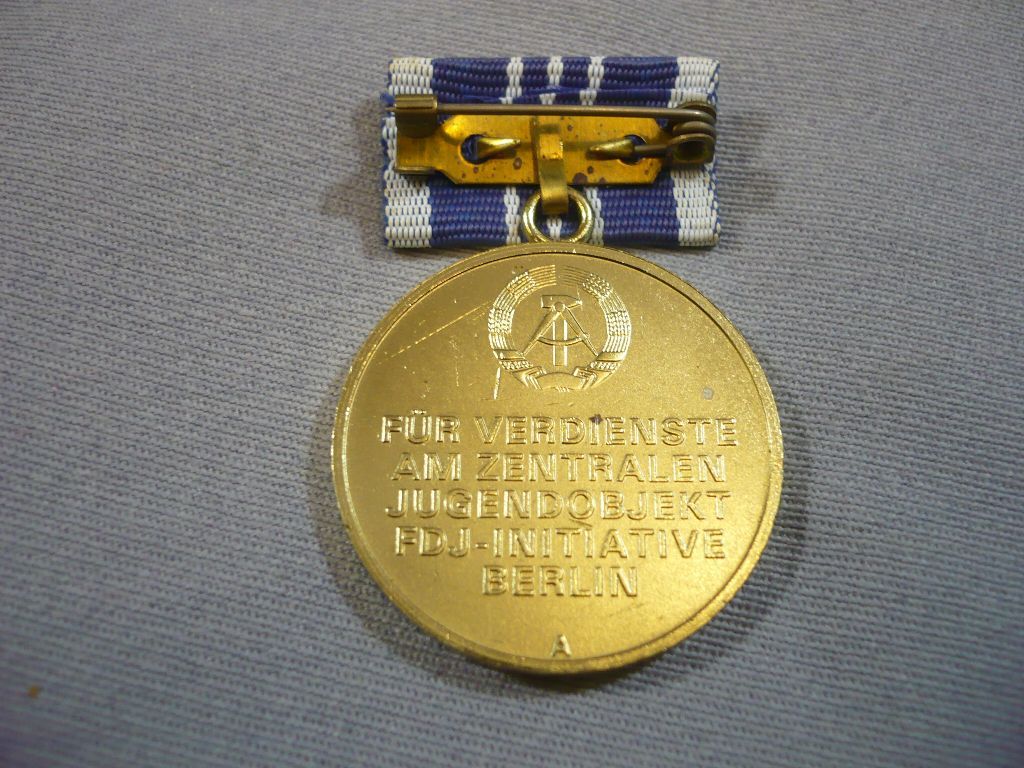 FÜR VERDIENSTE
AM ZENTRALEN
JUGENDOBJEKT
FDJ-INITIATIVE
BERLIN
A